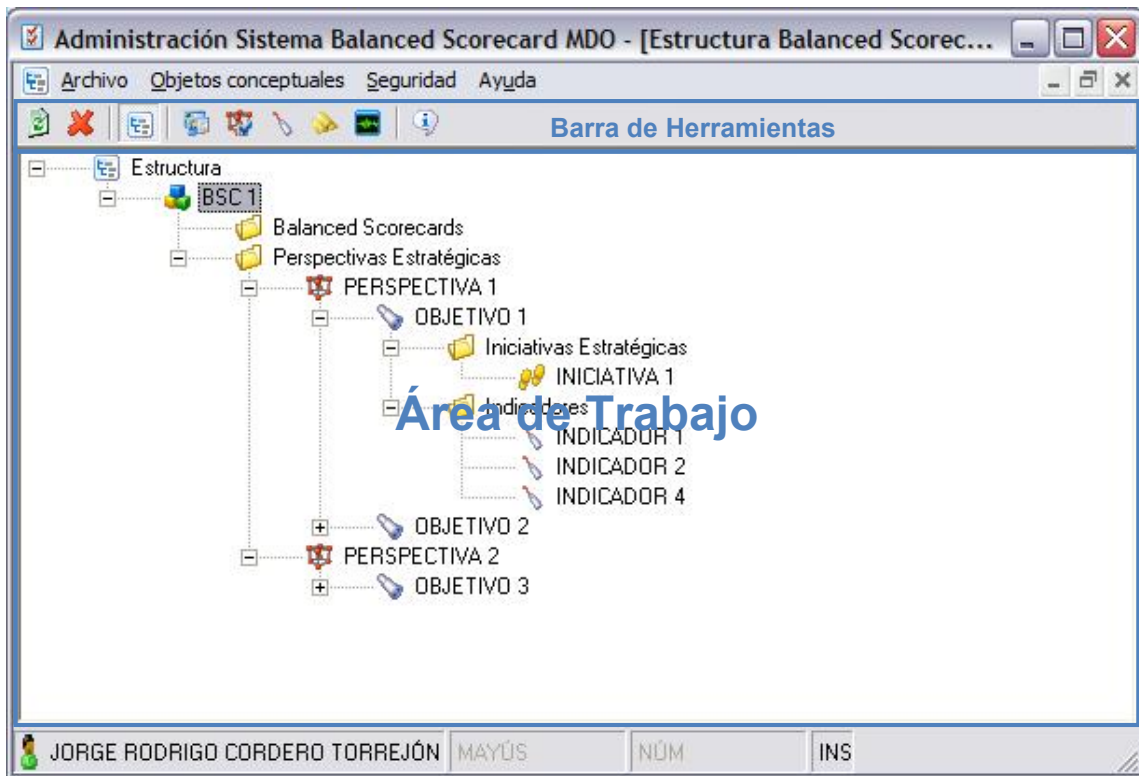 Administración Sistema Balanced Scorecard MDO - [Estructura Balanced Scorec...
Archivo Objetos conceptuales Seguridad Ayuda
Barra de Herramientas
Estructura
BSC 1
Balanced Scorecards
Perspectivas Estratégicas
PERSPECTIVA 1
OBJETIVO 1
Iniciativas Estratégicas
INICIATIVA 1
Indicadores
Área de Trabajo
INDICADOR 1
INDICADOR 2
INDICADOR 4
OBJETIVO 2
PERSPECTIVA 2
OBJETIVO 3
JORGE RODRIGO CORDERO TORREJÓN MAYÚS NÚM INS